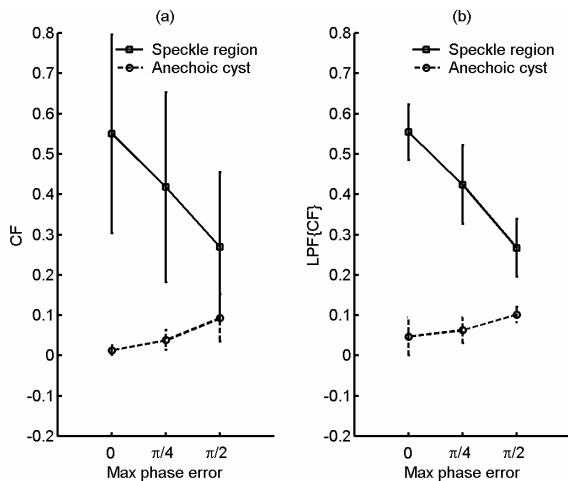 (a)
CF
0.8
0.7
0.6
0.5
0.4
0.3
0.2
0.1
0
-0.1
-0.2
Speckle region
Anechoic cyst
0 π/4 π/2
Max phase error
(b)
LPF{CF}
0.8
0.7
0.6
0.5
0.4
0.3
0.2
0.1
0
-0.1
-0.2
Speckle region
Anechoic cyst
0 π/4 π/2
Max phase error